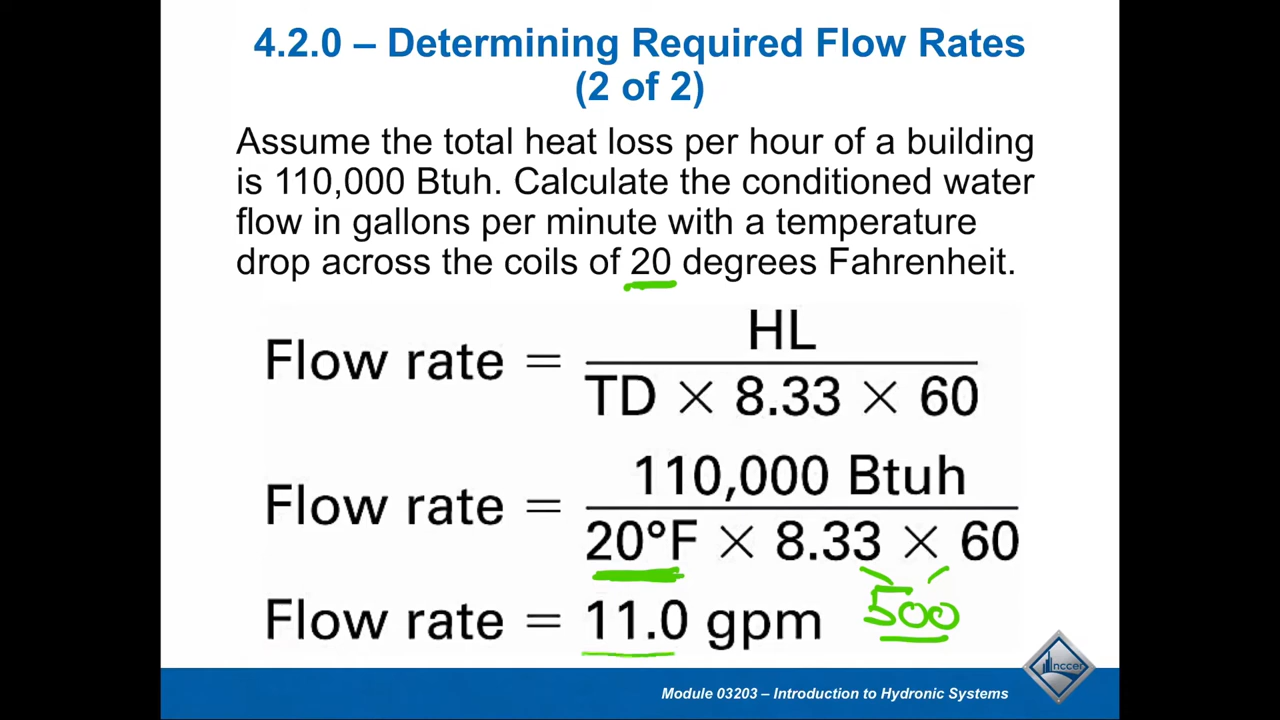 4.2.0 – Determining Required Flow Rates
(2 of 2)
Assume the total heat loss per hour of a building
is 110,000 Btuh. Calculate the conditioned water
flow in gallons per minute with a temperature
drop across the coils of 20 degrees Fahrenheit.
HL
Flow rate =
TD × 8.33 × 60
110,000 Btuh
Flow rate =
20°F × 8.33 × 60
Flow rate = 11.0 gpm
500
nccer
Module 03203 – Introduction to Hydronic Systems